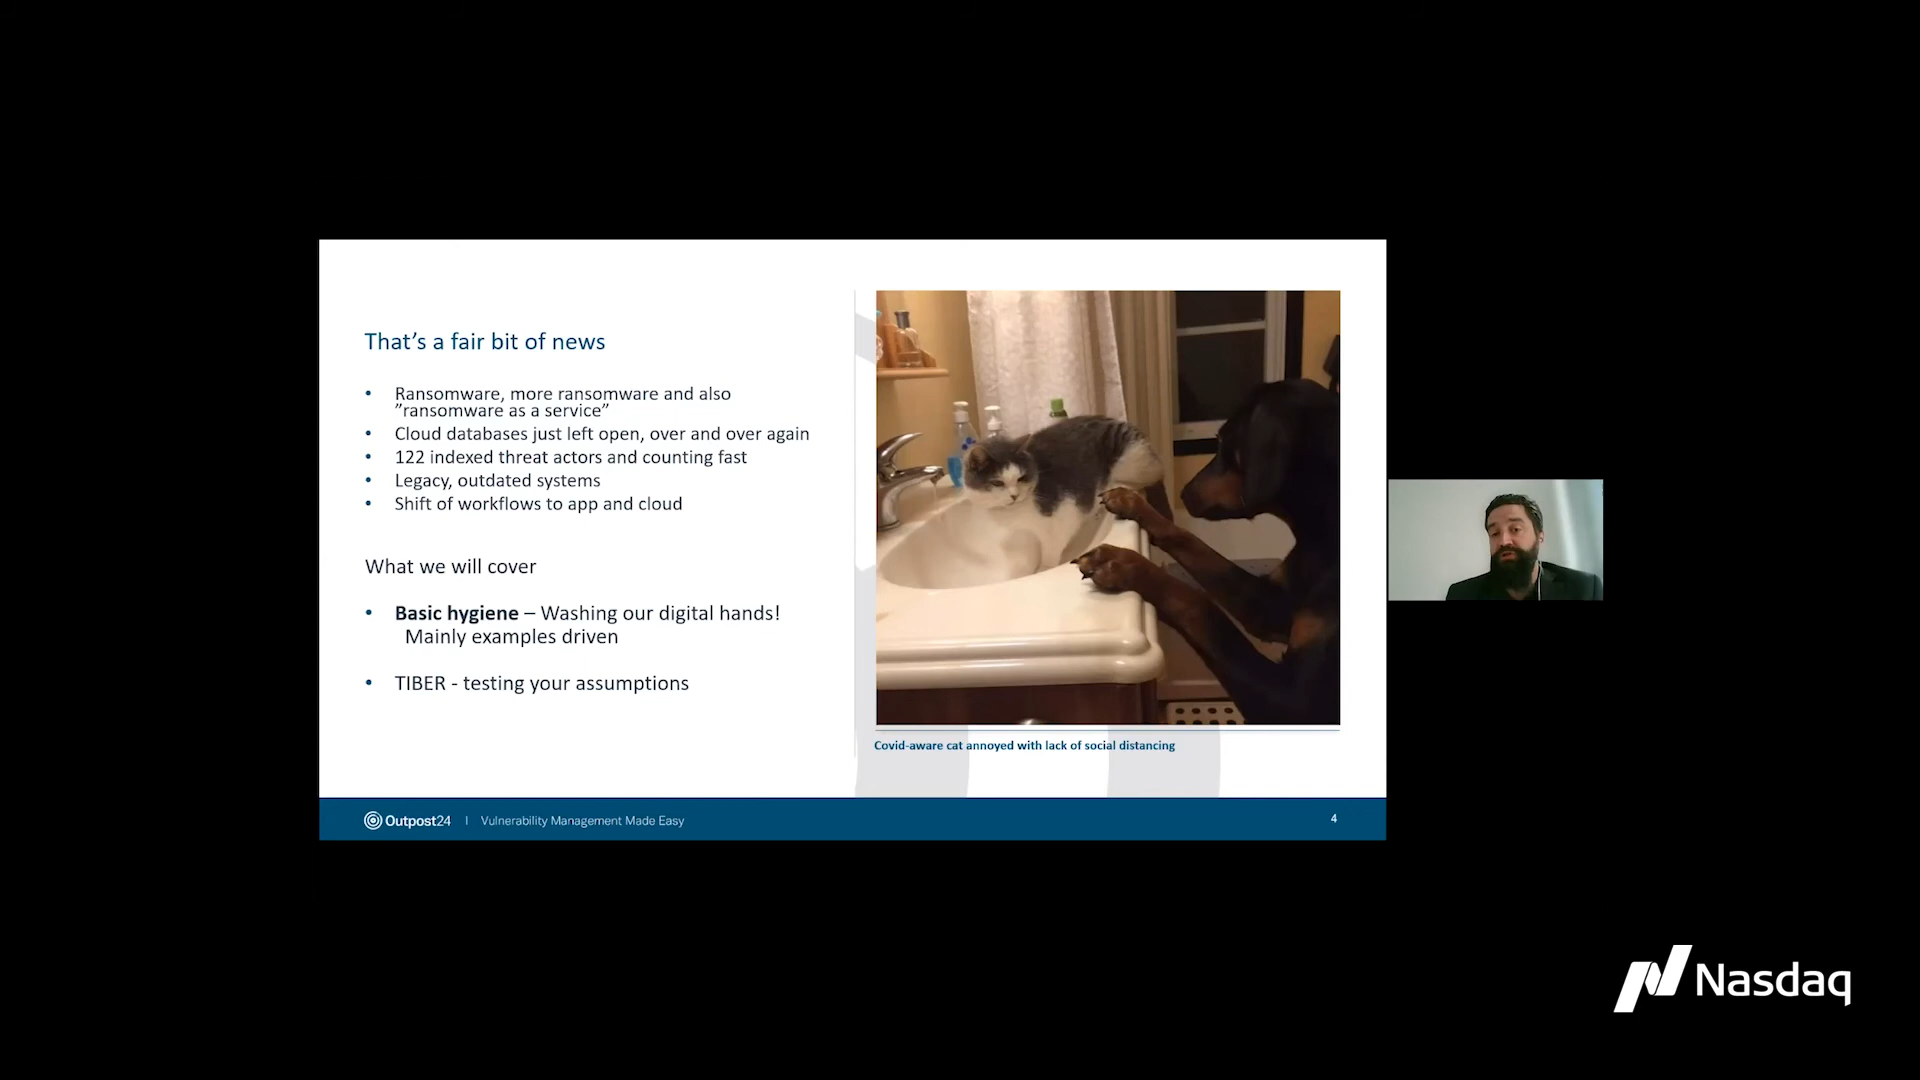 That’s a fair bit of news
• Ransomware, more ransomware and also
”ransomware as a service”
• Cloud databases just left open, over and over again
• 122 indexed threat actors and counting fast
• Legacy, outdated systems
• Shift of workflows to app and cloud
What we will cover
• Basic hygiene – Washing our digital hands!
Mainly examples driven
• TIBER - testing your assumptions
Covid-aware cat annoyed with lack of social distancing
Outpost24 | Vulnerability Management Made Easy
4
Nasdaq